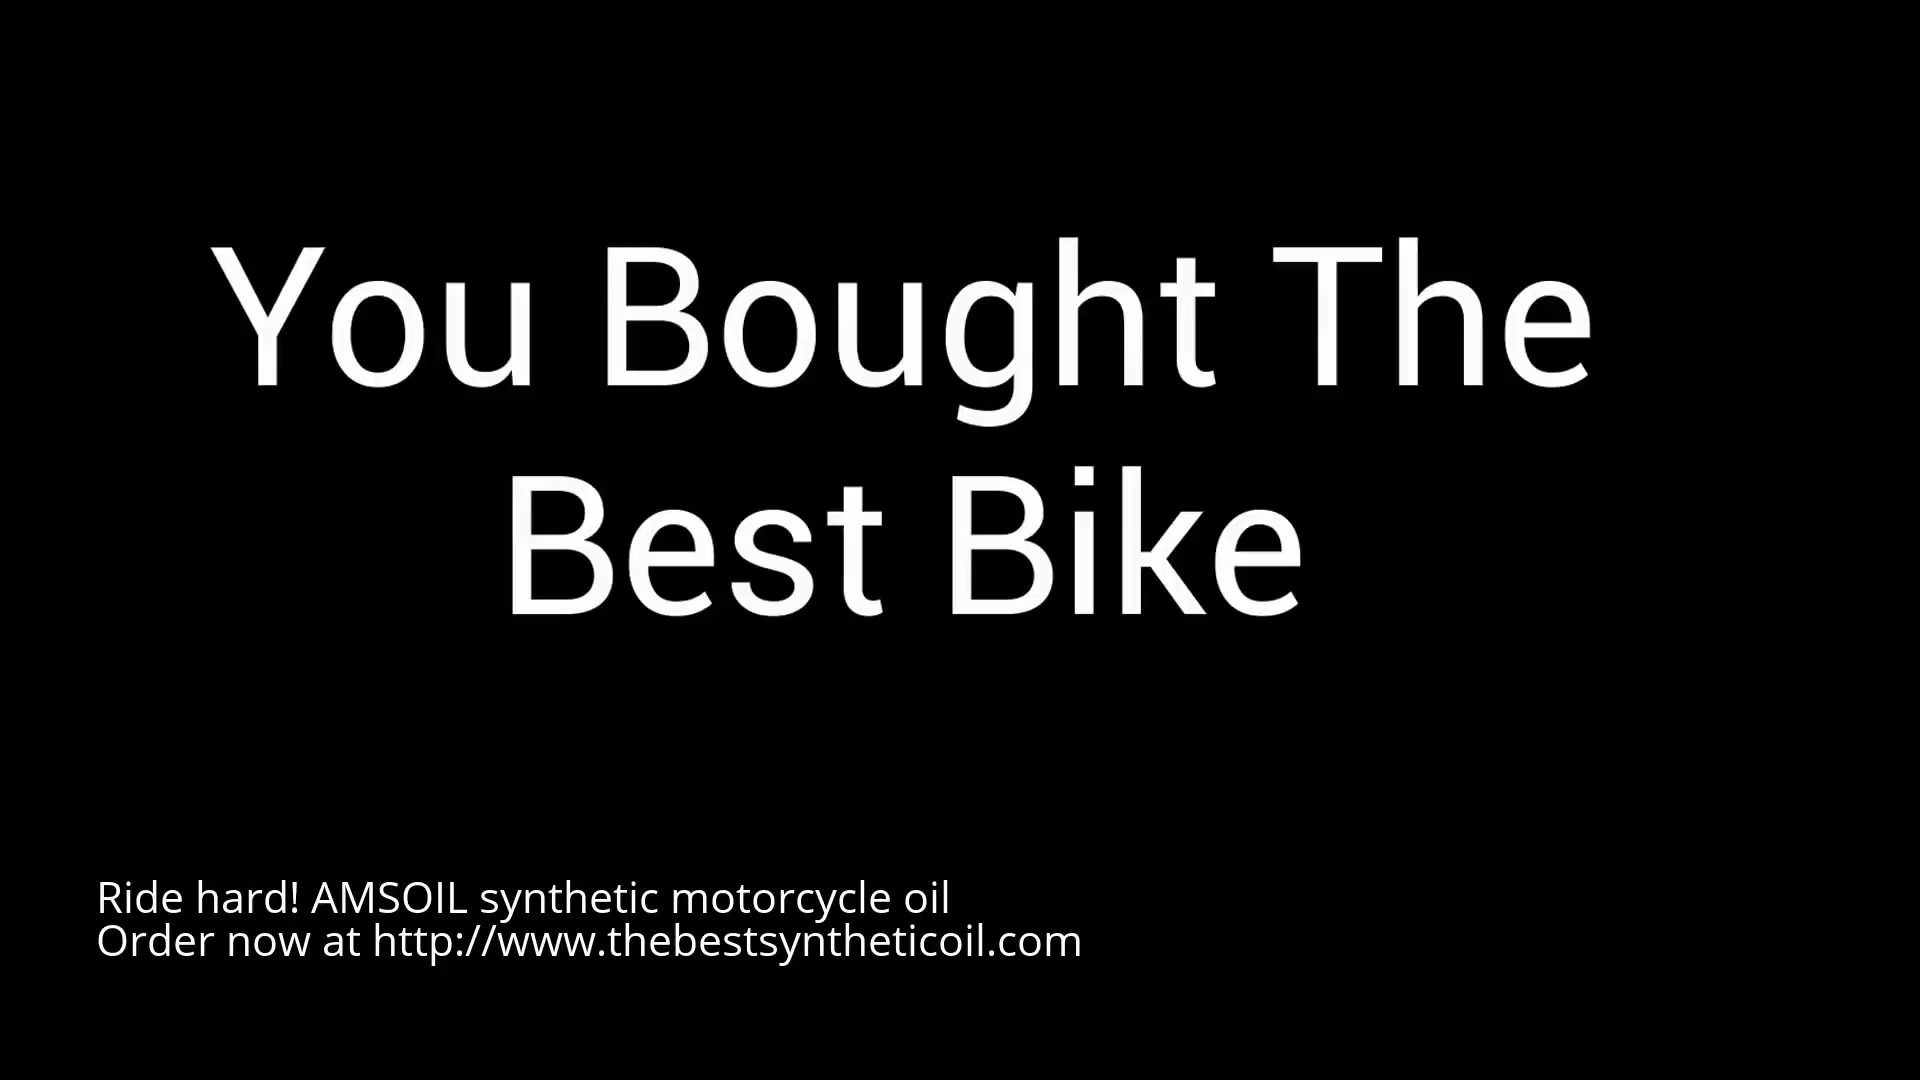 You Bought The
Best Bike
Ride hard! AMSOIL synthetic motorcycle oil
Order now at http://www.thebestsyntheticoil.com